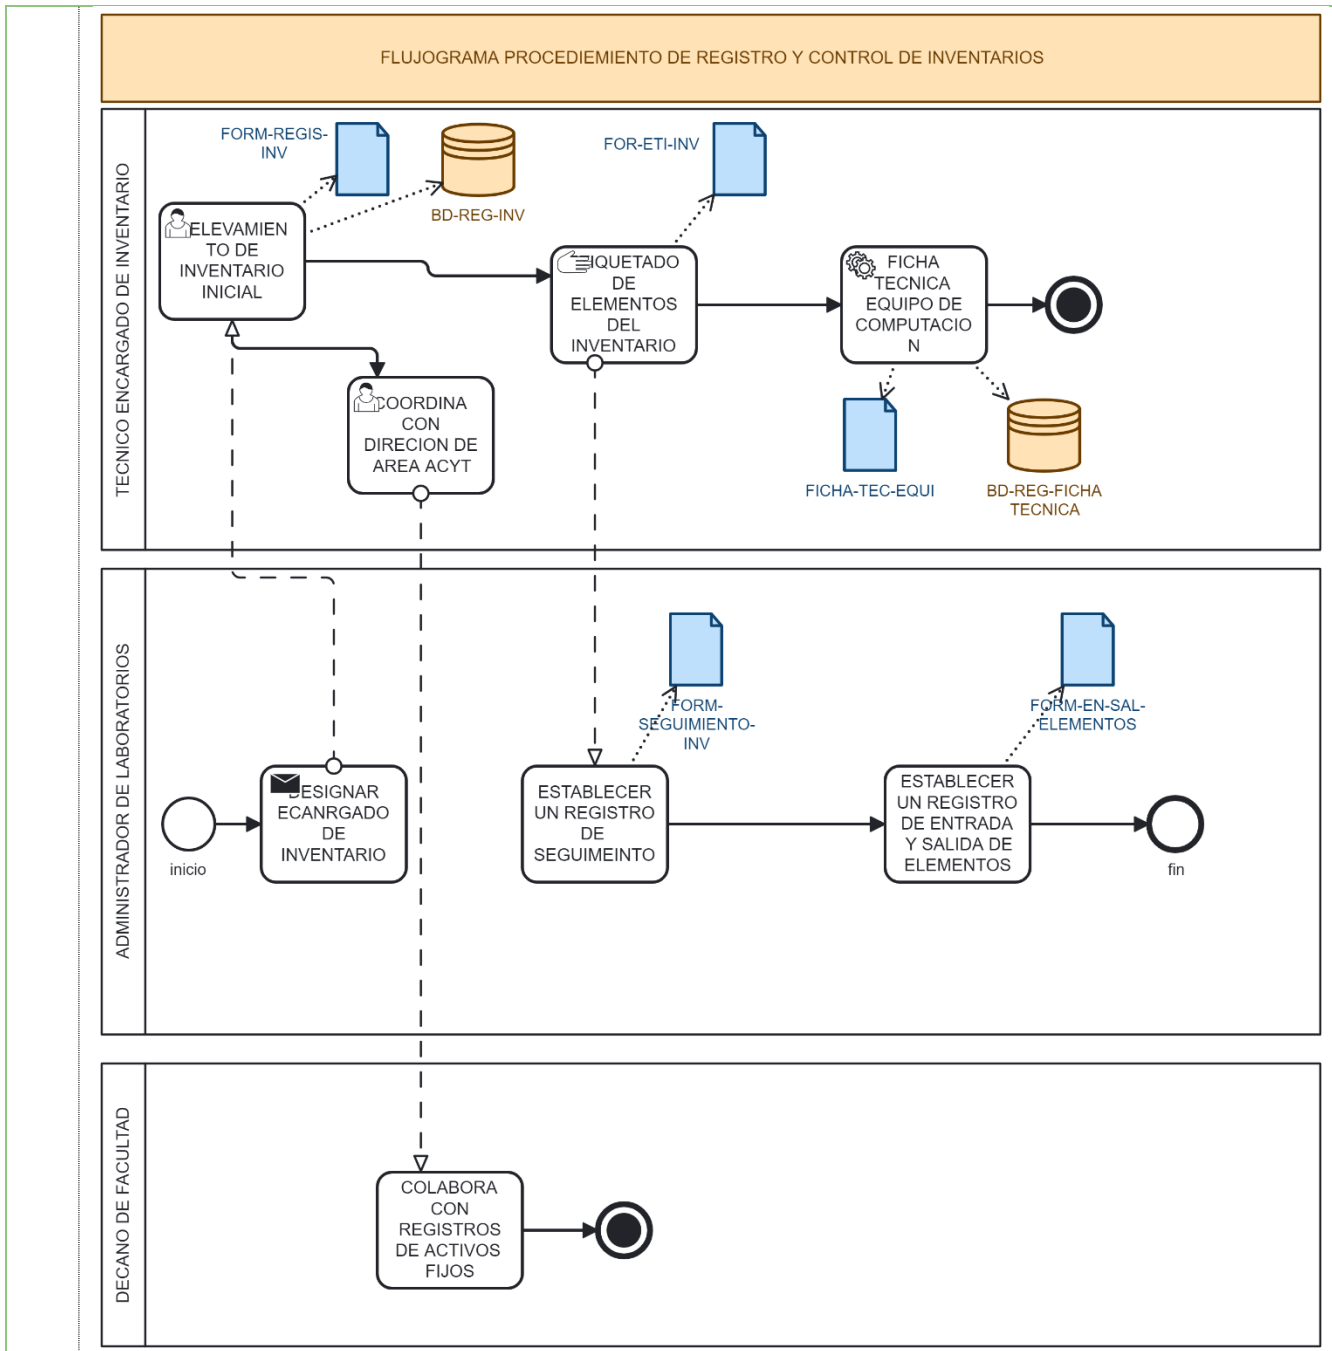 FLUJOGRAMA PROCEDIEMIENTO DE REGISTRO Y CONTROL DE INVENTARIOS
TECNICO ENCARGADO DE INVENTARIO
FORM-REGIS-
INV
BD-REG-INV
FOR-ETI-INV
ELEVAMIEN
TO DE
INVENTARIO
INICIAL
IQUETADO
DE
ELEMENTOS
DEL
INVENTARIO
FICHA
TECNICA
EQUIPO DE
COMPUTACIO
N
COORDINA
CON
DIRECION DE
AREA ACYT
FICHA-TEC-EQUI
BD-REG-FICHA
TECNICA
ADMINISTRADOR DE LABORATORIOS
FORM-
SEGUIMIENTO-
INV
FORM-EN-SAL-
ELEMENTOS
inicio
DESIGNAR
ECANRGADO
DE
INVENTARIO
ESTABLECER
UN REGISTRO
DE
SEGUIMEINTO
ESTABLECER
UN REGISTRO
DE ENTRADA
Y SALIDA DE
ELEMENTOS
fin
DECANO DE FACULTAD
COLABORA
CON
REGISTROS
DE ACTIVOS
FIJOS